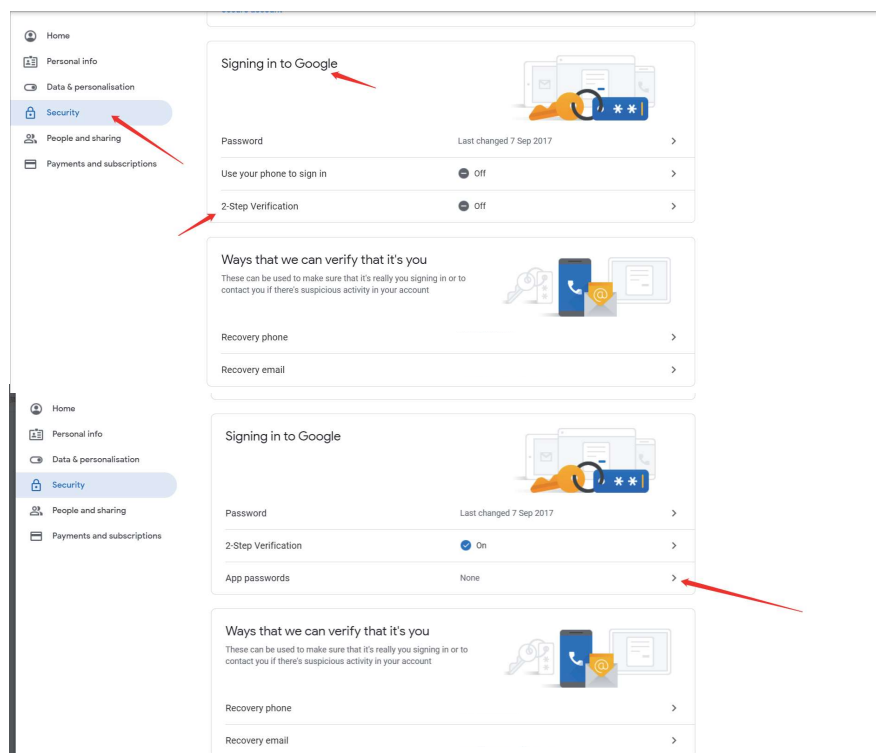 Home
Personal info
Data & personalisation
Security
People and sharing
Payments and subscriptions
Signing in to Google
**
Password Last changed 7 Sep 2017
Use your phone to sign in Off
2-Step Verification Off
Ways that we can verify that it's you
These can be used to make sure that it's really you signing in or to
contact you if there's suspicious activity in your account
@
Recovery phone
Recovery email
Home
Personal info
Data & personalisation
Security
People and sharing
Payments and subscriptions
Signing in to Google
**
Password Last changed 7 Sep 2017
2-Step Verification On
App passwords None
Ways that we can verify that it's you
These can be used to make sure that it's really you signing in or to
contact you if there's suspicious activity in your account
@
Recovery phone
Recovery email